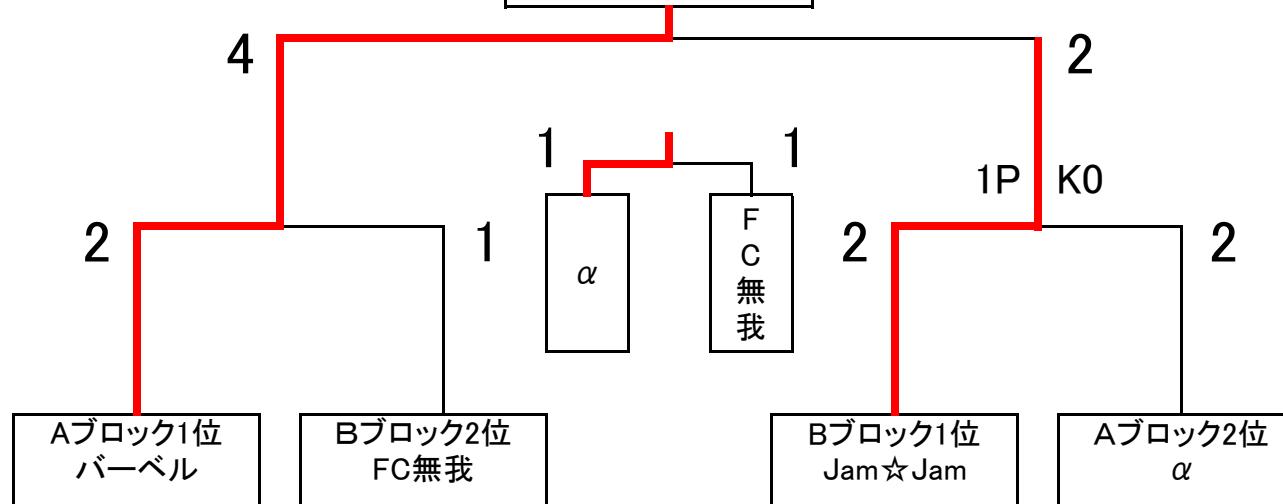 4
2
1
1
1P
K0
2
1
α
F
C
無
我
2
2
Aブロック1位
バーベル
Bブロック2位
FC無我
Bブロック1位
Jam☆Jam
Aブロック2位
α